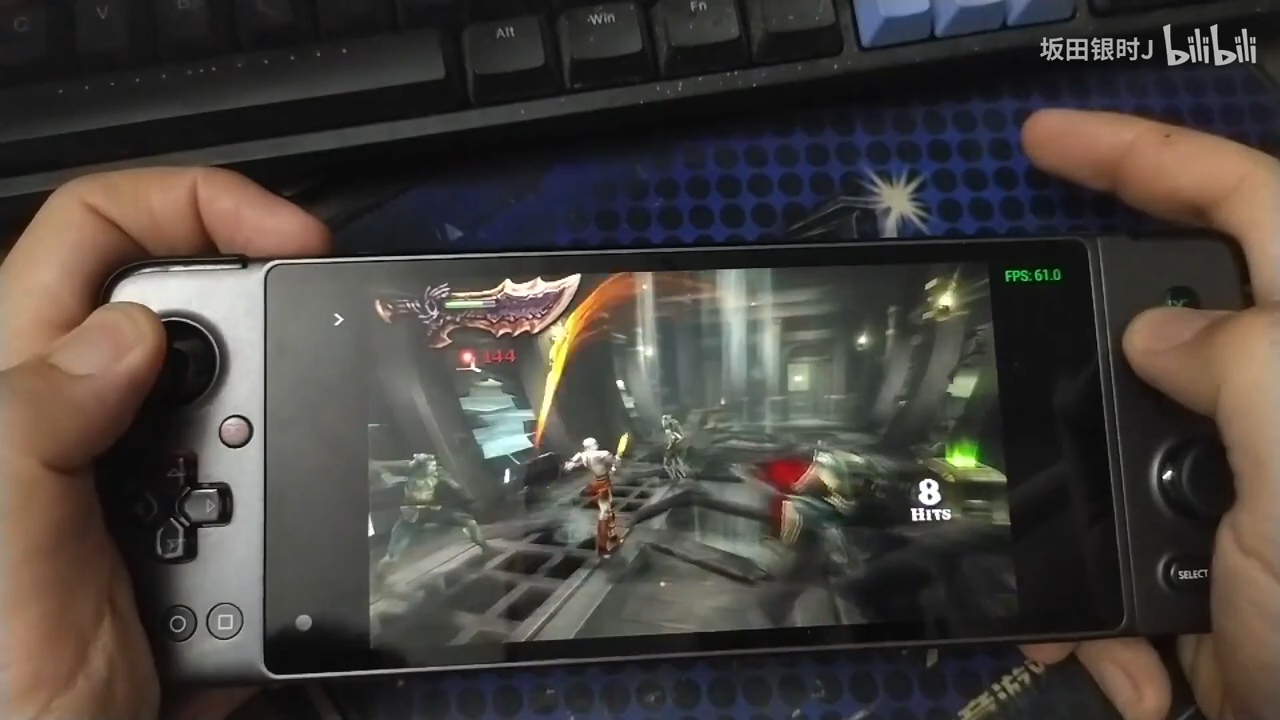 C V B Alt Win Fn
坂田银时J bilibili
FPS: 61.0
144
8
HITS
SELECT